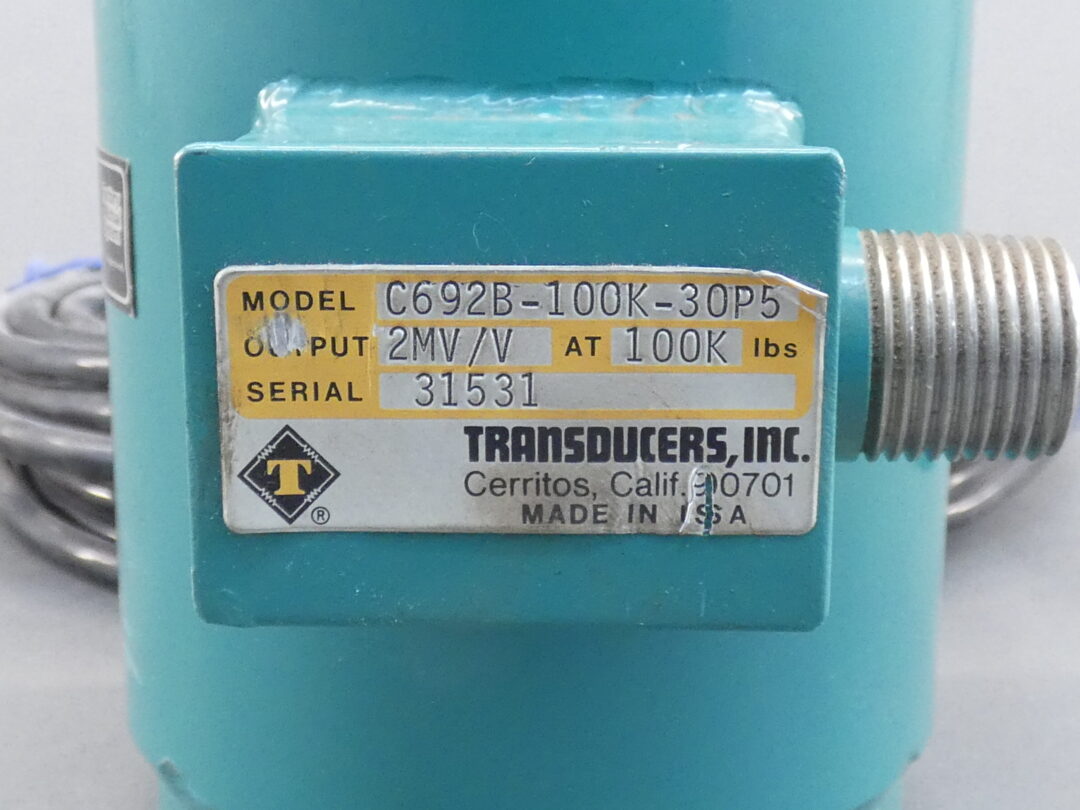 MODEL C692B-100K-30P5
OUTPUT 2MV/V AT 100K lbs
SERIAL 31531
T
®
TRANSDUCERS, INC.
Cerritos, Calif. 90701
MADE IN USA